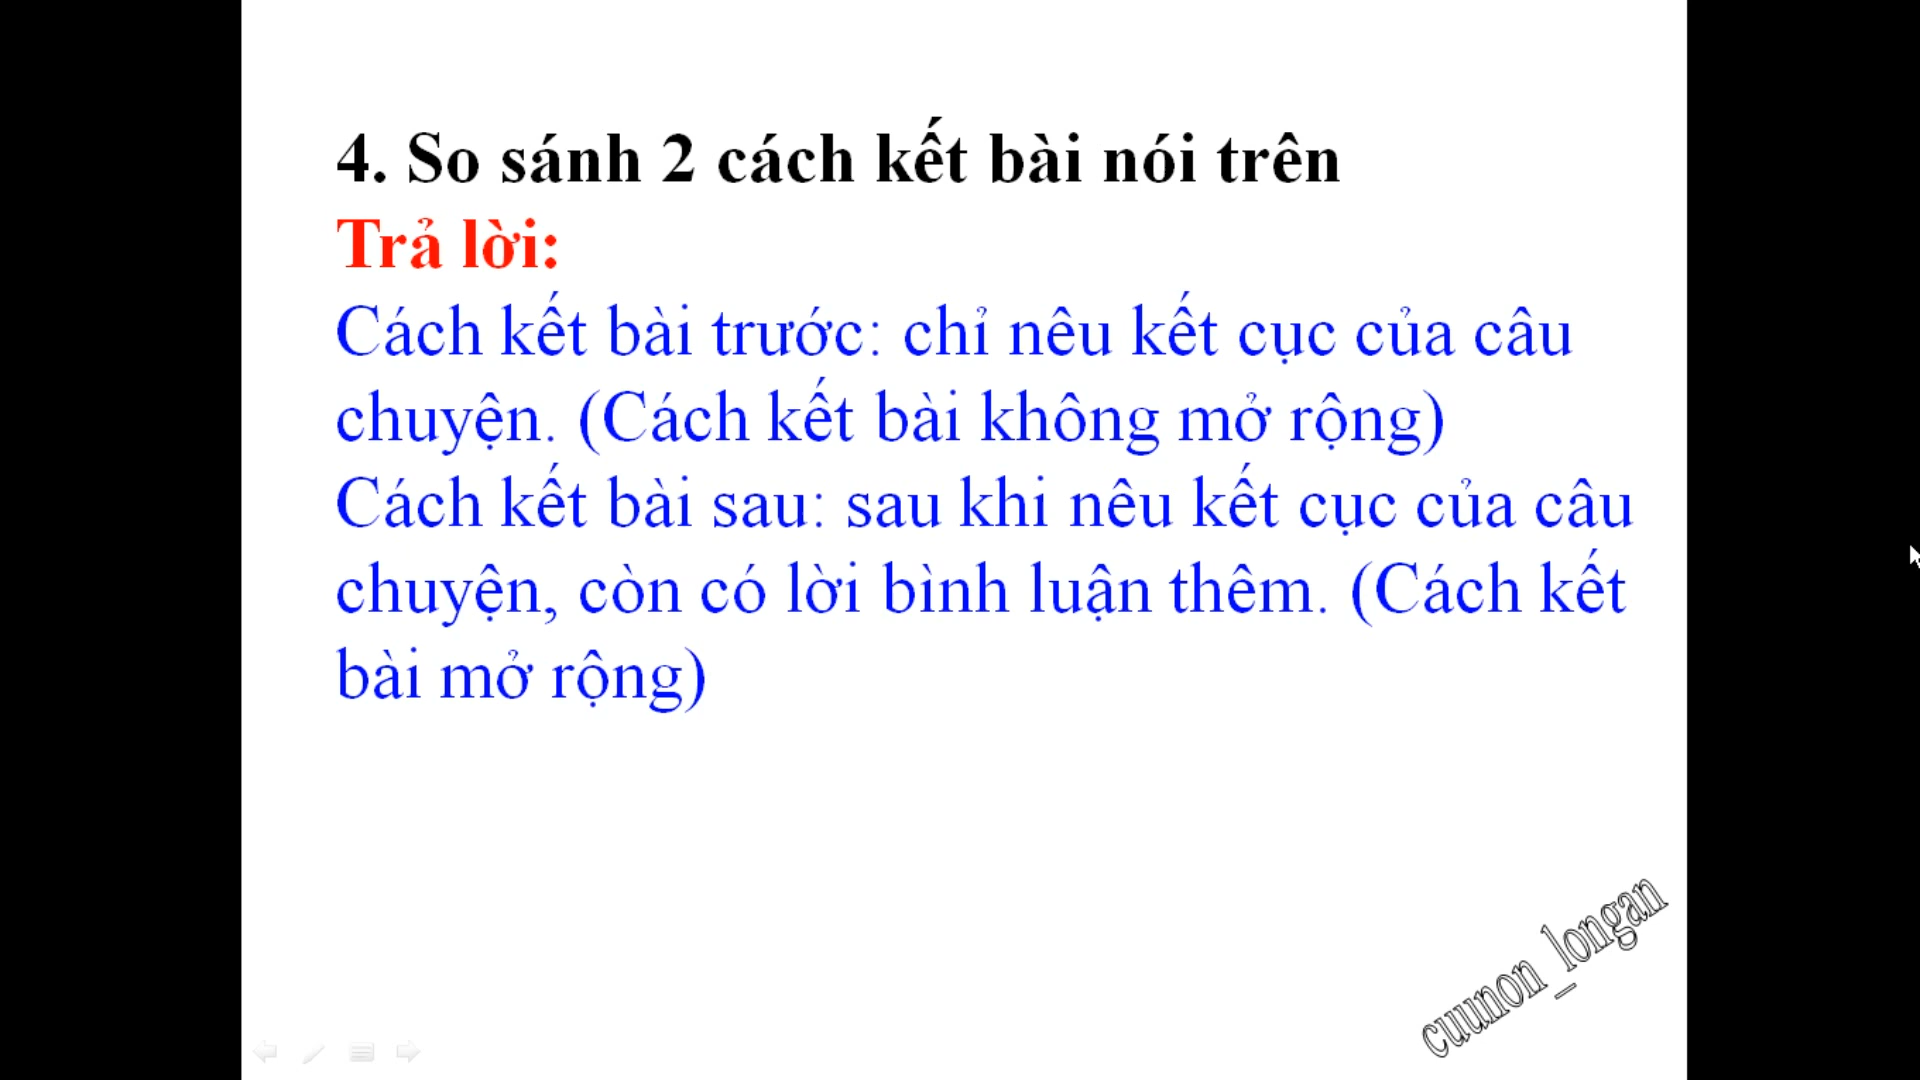 4. So sánh 2 cách kết bài nói trên
Trả lời:
Cách kết bài trước: chỉ nêu kết cục của câu
chuyện. (Cách kết bài không mở rộng)
Cách kết bài sau: sau khi nêu kết cục của câu
chuyện, còn có lời bình luận thêm. (Cách kết
bài mở rộng)
cuunon_longan